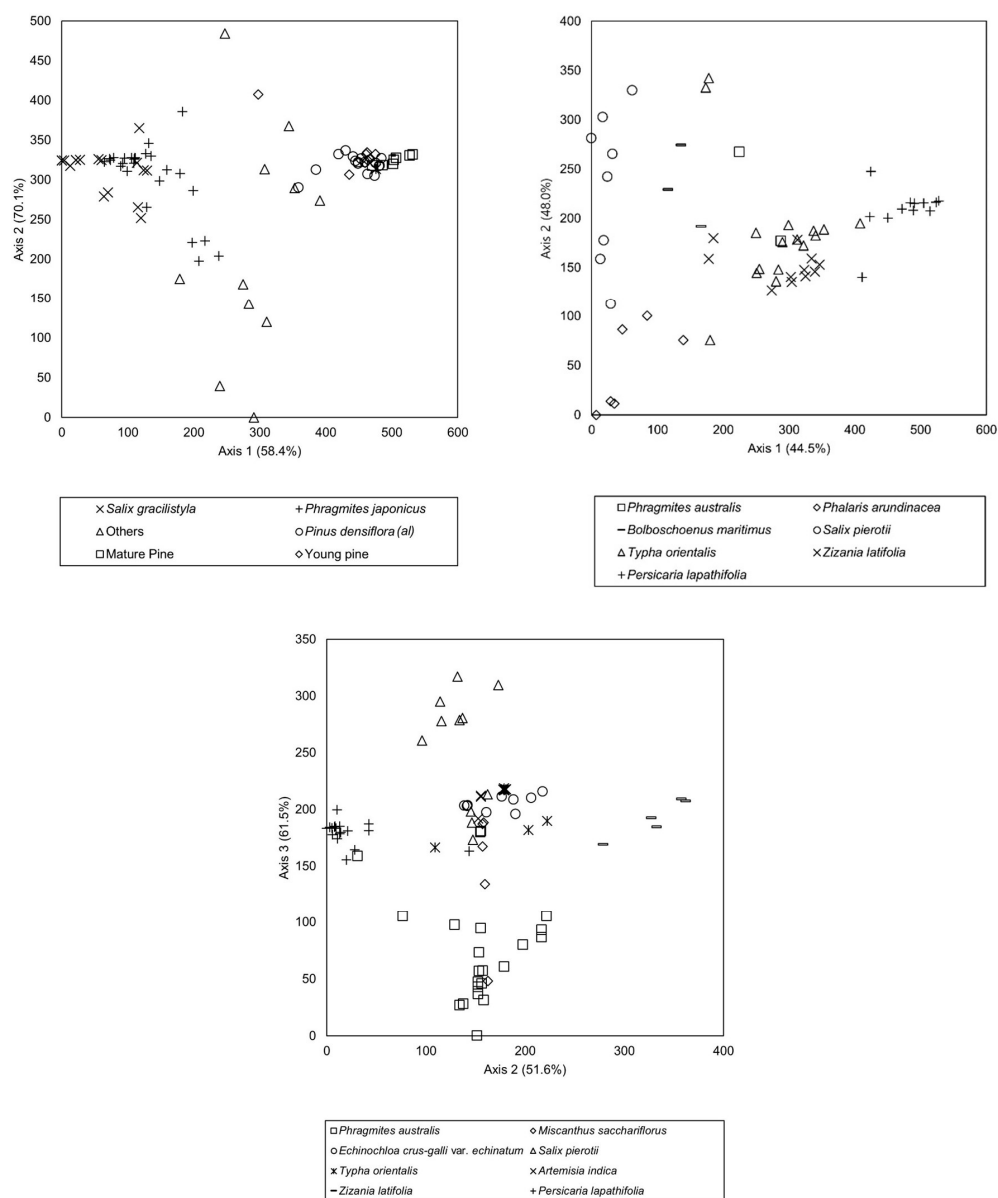 500
450
400
350
300
250
200
150
100
50
0
Axis 2 (70.1%)
0 100 200 300 400 500 600
Axis 1 (58.4%)
Salix gracilistyla
Phragmites japonicus
Others
Pinus densiflora (al)
Mature Pine
Young pine
400
350
300
250
200
150
100
50
0
Axis 2 (48.0%)
0 100 200 300 400 500 600
Axis 1 (44.5%)
Phragmites australis
Phalaris arundinacea
Bolboschoenus maritimus
Salix pierotii
Typha orientalis
Zizania latifolia
Persicaria lapathifolia
350
300
250
200
150
100
50
0
Axis 3 (61.5%)
0 100 200 300 400
Axis 2 (51.6%)
Phragmites australis
Miscanthus sacchariflorus
Echinochloa crus-galli var. echinatum
Salix pierotii
Typha orientalis
Artemisia indica
Zizania latifolia
Persicaria lapathifolia